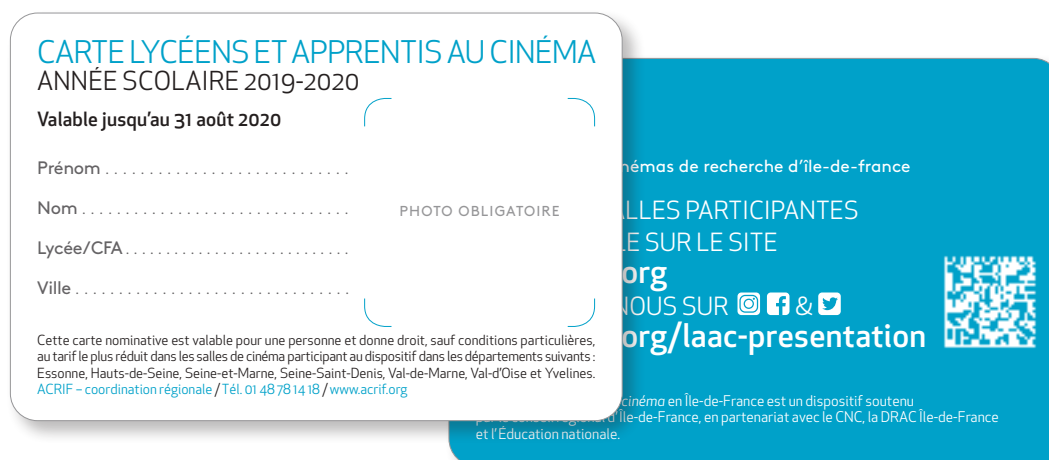 CARTE LYCÉENS ET APPRENTIS AU CINÉMA
ANNÉE SCOLAIRE 2019-2020
Valable jusqu'au 31 août 2020
Prénom
Nom
Lycée/CFA
Ville
PHOTO OBLIGATOIRE
Cette carte nominative est valable pour une personne et donne droit, sauf conditions particulières,
au tarif le plus réduit dans les salles de cinéma participant au dispositif dans les départements suivants :
Essonne, Hauts-de-Seine, Seine-et-Marne, Seine-Saint-Denis, Val-de-Marne, Val-d'Oise et Yvelines.
ACRIF – coordination régionale / Tél. 01 48 78 14 18 / www.acrif.org
némas de recherche d'île-de-france
LLES PARTICIPANTES
E SUR LE SITE
org
NOUS SUR &
org/laac-presentation
cinéma en Île-de-France est un dispositif soutenu
d'Île-de-France, en partenariat avec le CNC, la DRAC Île-de-France
et l'Éducation nationale.